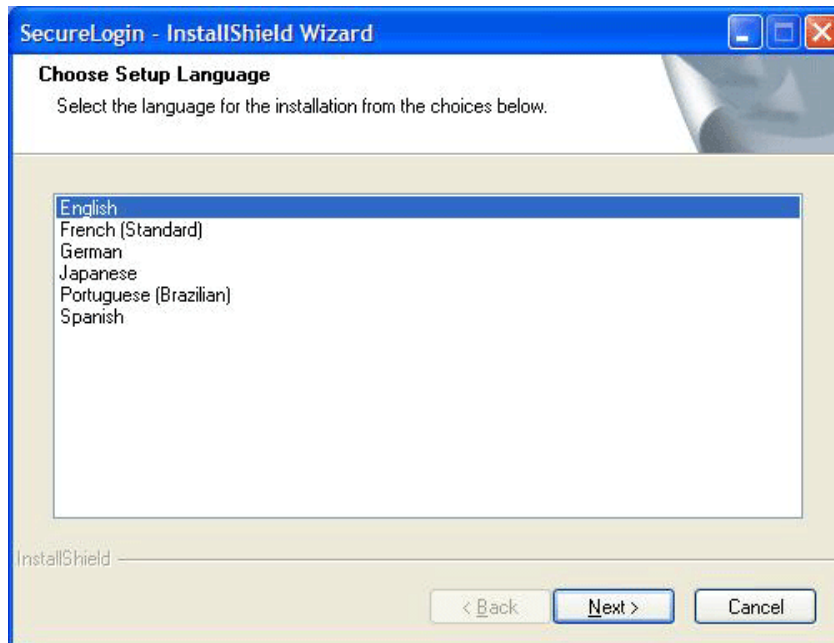 SecureLogin - InstallShield Wizard
Choose Setup Language
Select the language for the installation from the choices below.
English
French (Standard)
German
Japanese
Portuguese (Brazilian)
Spanish
InstallShield
< Back Next > Cancel